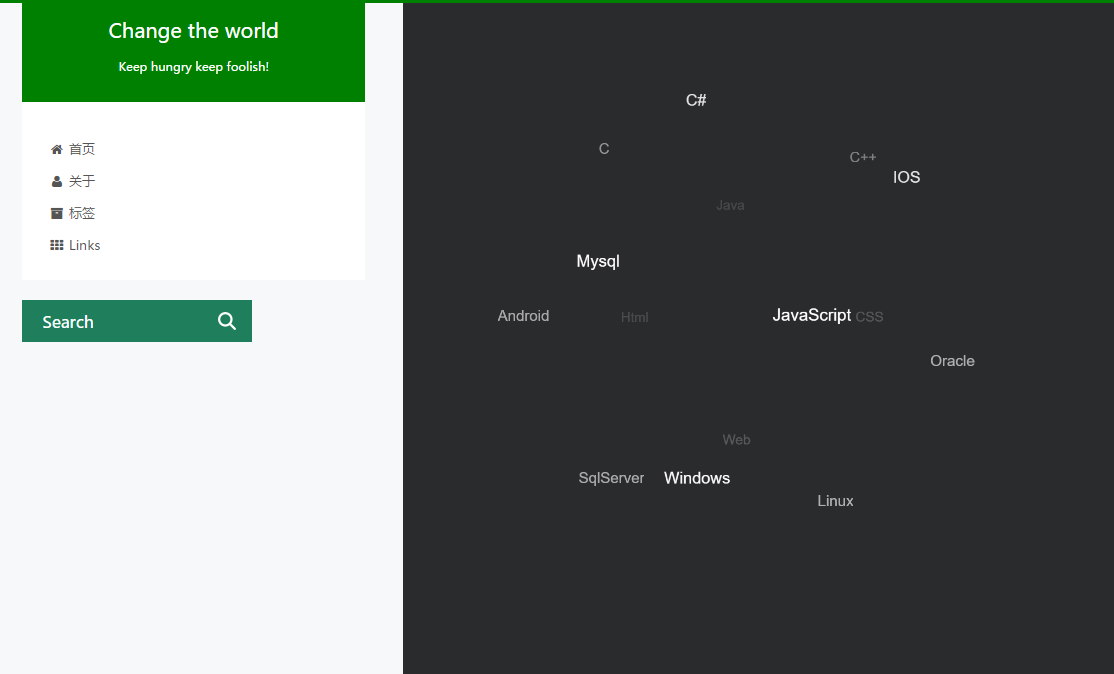 Change the world
Keep hungry keep foolish!
首页
关于
标签
Links
Search
C#
C
C++
IOS
Java
Mysql
Android
Html
JavaScript
CSS
Oracle
Web
SqlServer
Windows
Linux